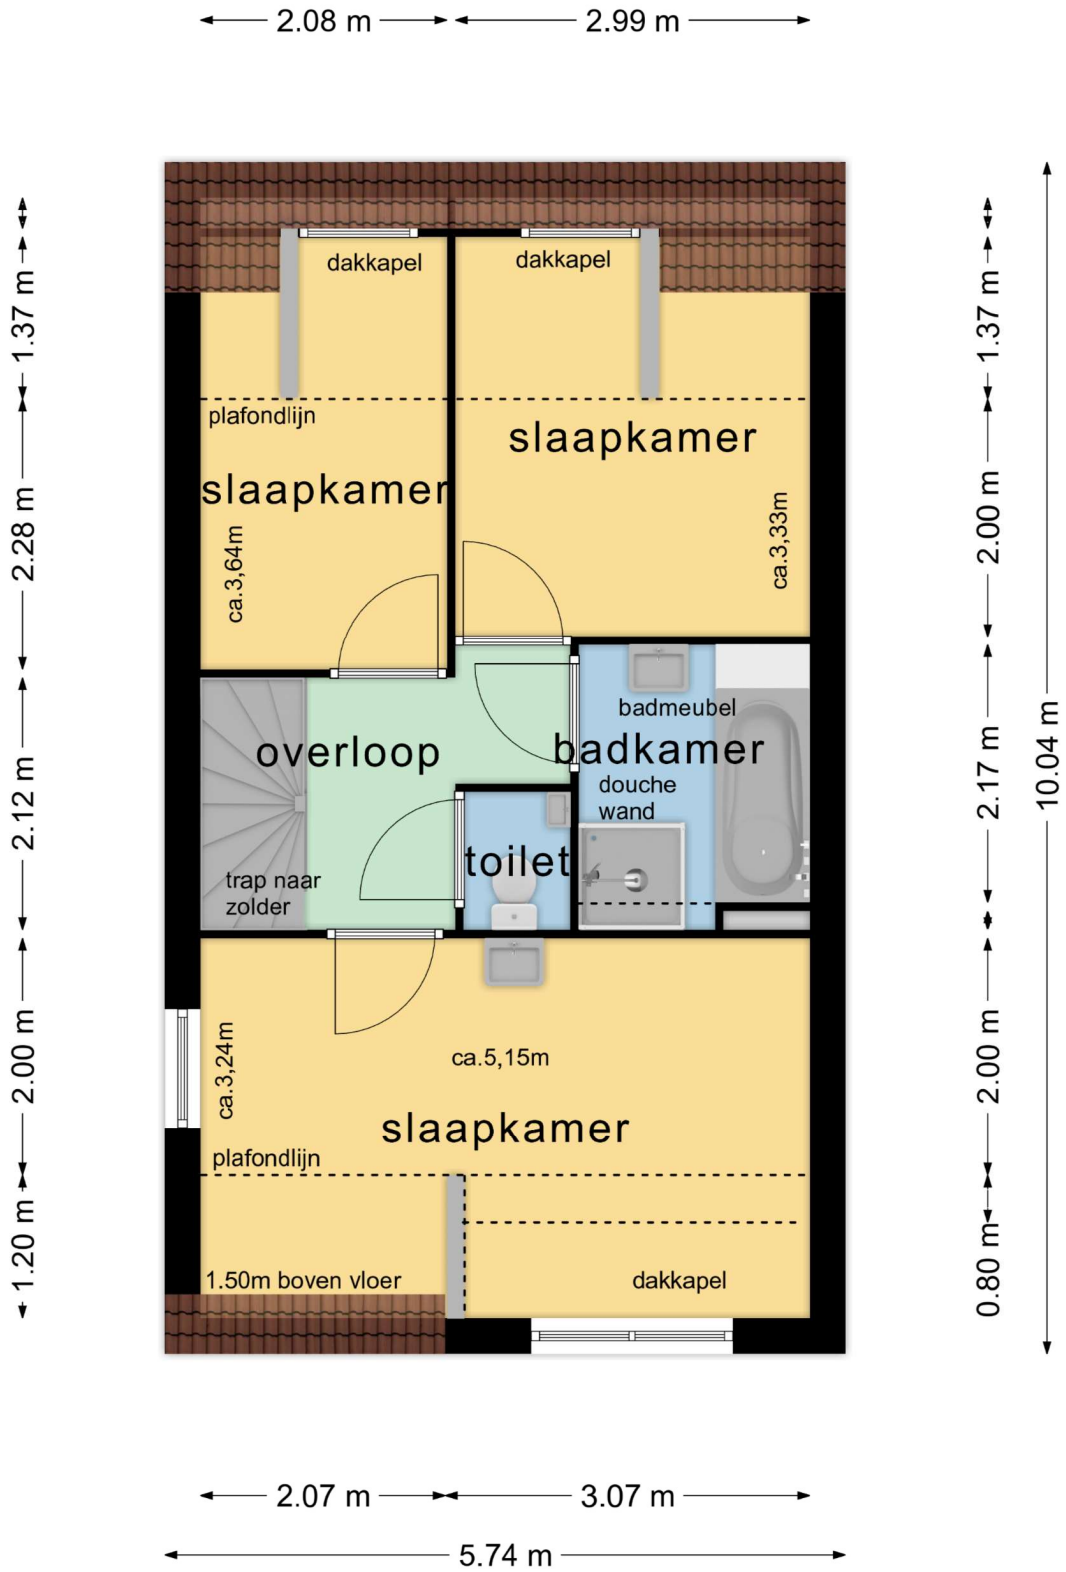 2.08 m
2.99 m
dakkapel
dakkapel
1.37 m
1.37 m
plafondlijn
slaapkamer
slaapkamer
2.28 m
ca.3,64m
ca.3,33m
2.00 m
badmeubel
overloop
badkamer
10.04 m
2.12 m
2.17 m
douche
wand
toilet
trap naar
zolder
2.00 m
ca.3,24m
ca.5,15m
2.00 m
slaapkamer
plafondlijn
1.20 m
0.80 m
1.50m boven vloer
dakkapel
2.07 m
3.07 m
5.74 m